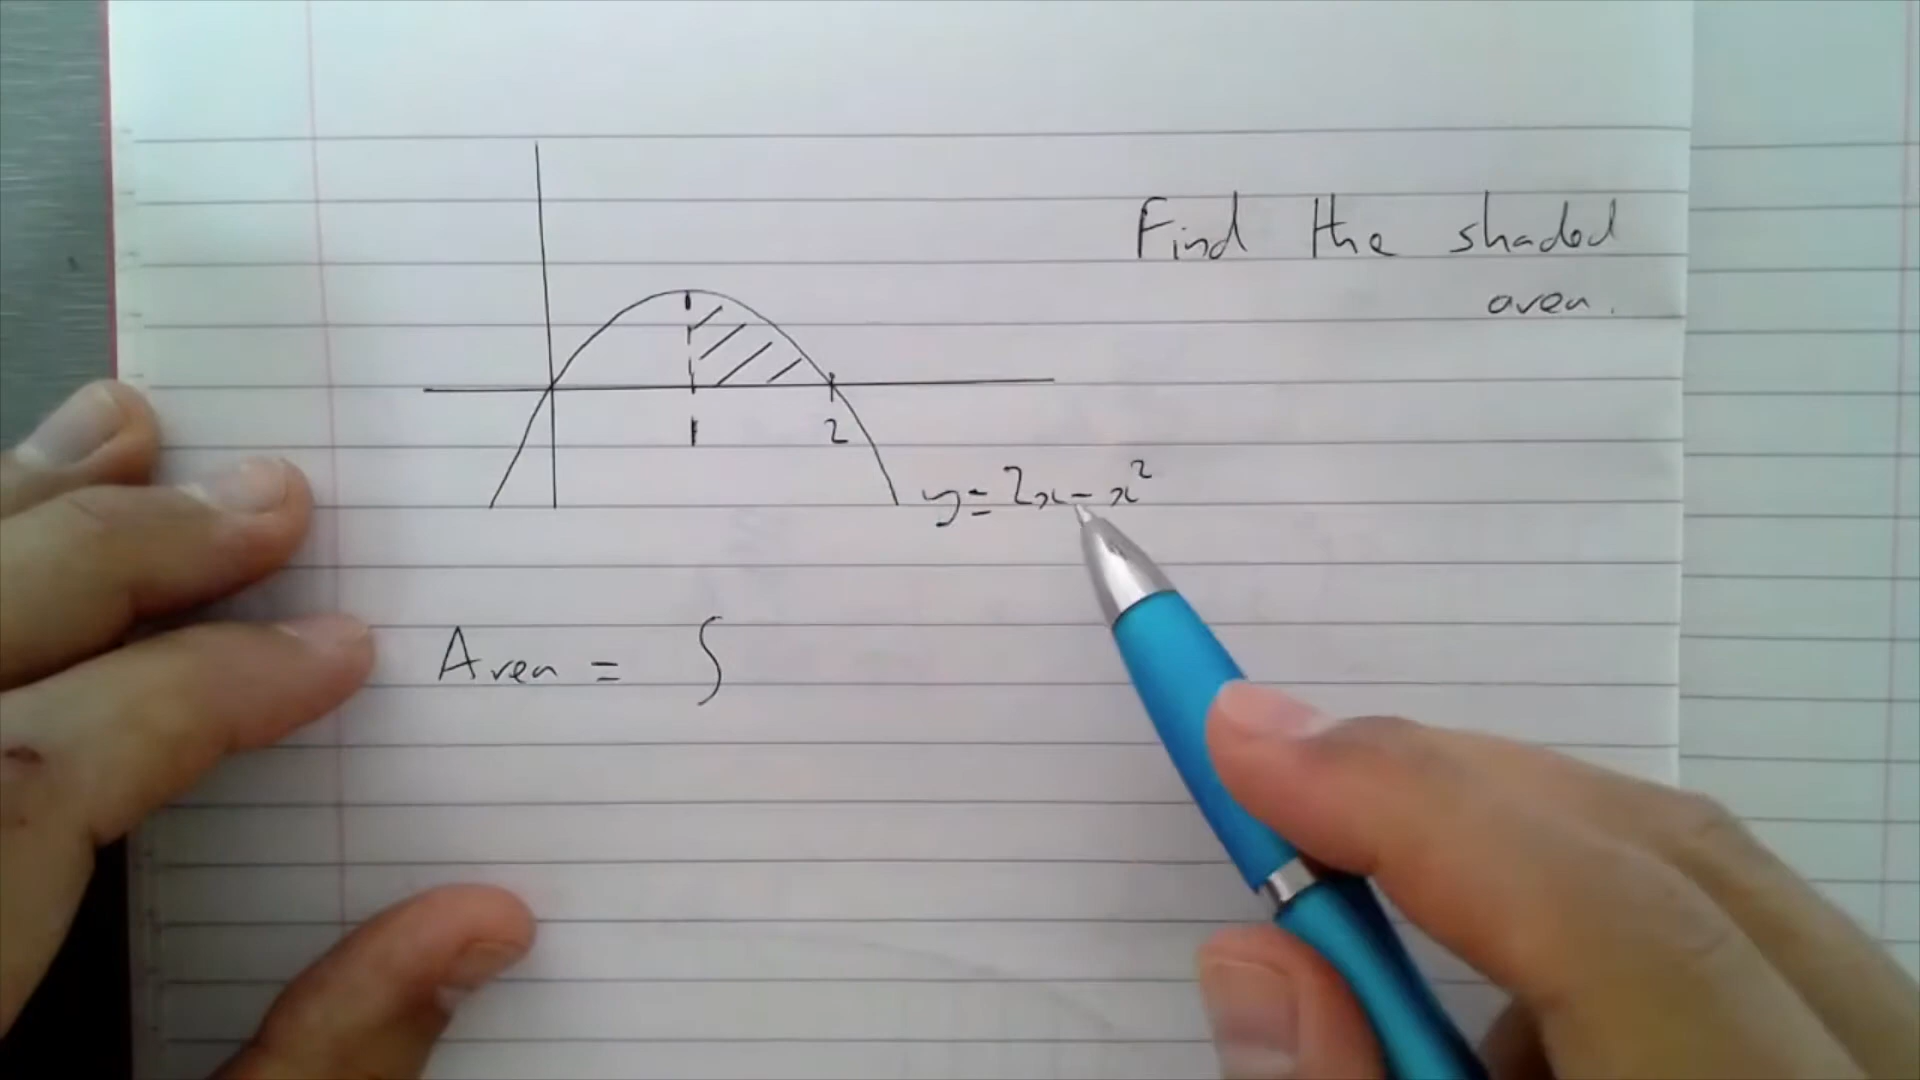 Find the shaded
area.
1 2
y = 2x - x²
Area = ∫